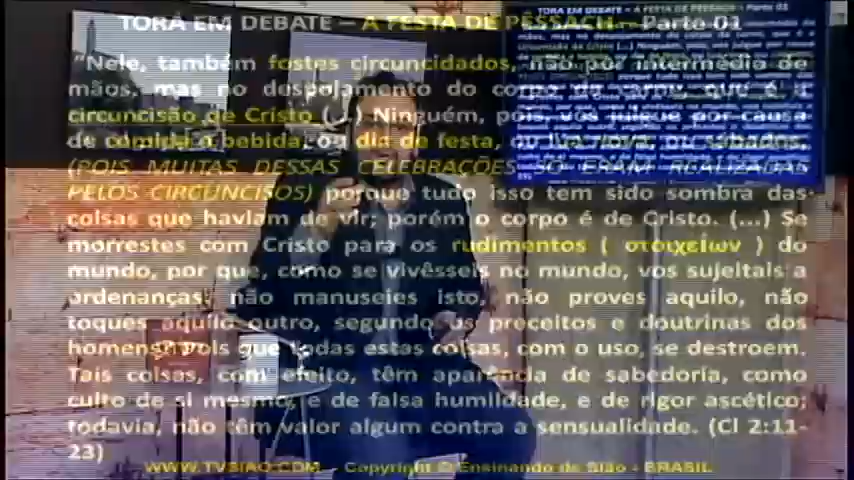 TORÁ EM DEBATE – A FESTA DE PESSACH – Parte 01
"Nele, também fostes circuncidados, não por intermédio de
mãos, mas no despojamento do corpo da carne, que é a
circuncisão de Cristo (...) Ninguém, pois, vos julgue por causa
de comida e bebida, ou dia de festa, ou lua nova, ou sábados,
(POIS MUITAS DESSAS CELEBRAÇÕES SÓ ERAM REALIZADAS
PELOS CIRCUNCISOS) porque tudo isso tem sido sombra das
coisas que haviam de vir; porém o corpo é de Cristo. (...) Se
morrestes com Cristo para os rudimentos ( στοιχείων ) do
mundo, por que, como se vivêsseis no mundo, vos sujeitais a
ordenanças: não manuseies isto, não proves aquilo, não
toques aquilo outro, segundo os preceitos e doutrinas dos
homens? Pois que todas estas coisas, com o uso, se destroem.
Tais coisas, com efeito, têm aparência de sabedoria, como
culto de si mesmo, e de falsa humildade, e de rigor ascético;
todavia, não têm valor algum contra a sensualidade. (Cl 2:11-
23)
WWW.TVSIAO.COM – Copyright © Ensinando de Sião - BRASIL